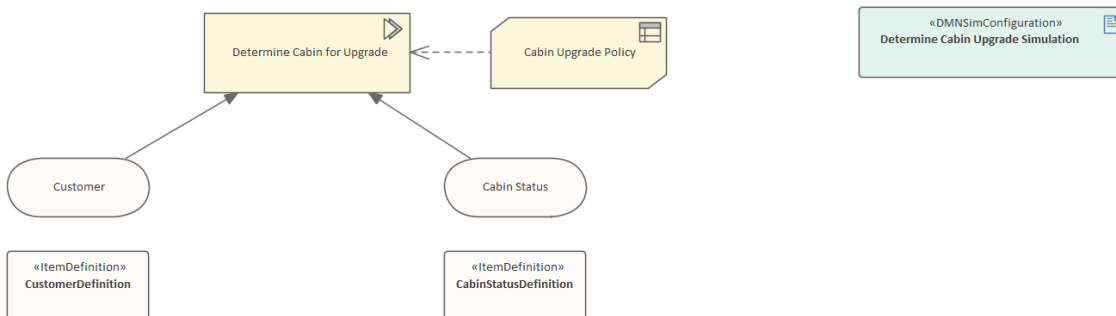 Determine Cabin for Upgrade
Cabin Upgrade Policy
«DMNSimConfiguration»
Determine Cabin Upgrade Simulation
Customer
Cabin Status
«ItemDefinition»
CustomerDefinition
«ItemDefinition»
CabinStatusDefinition